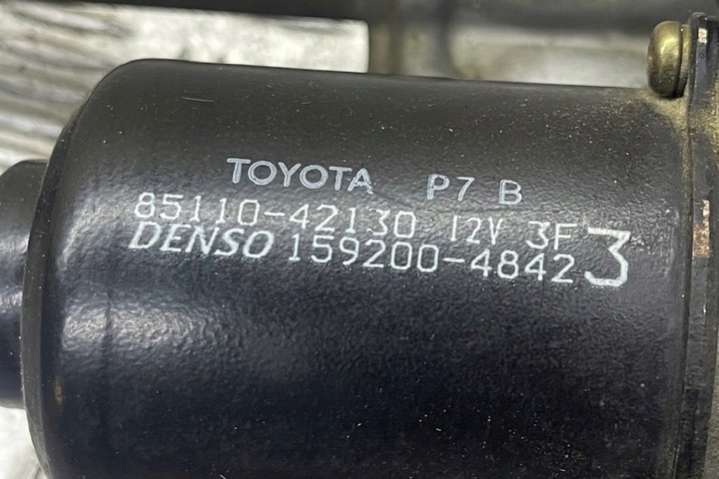 TOYOTA P7 B
85110-42130 12V 3F
DENSO 159200-4842 3